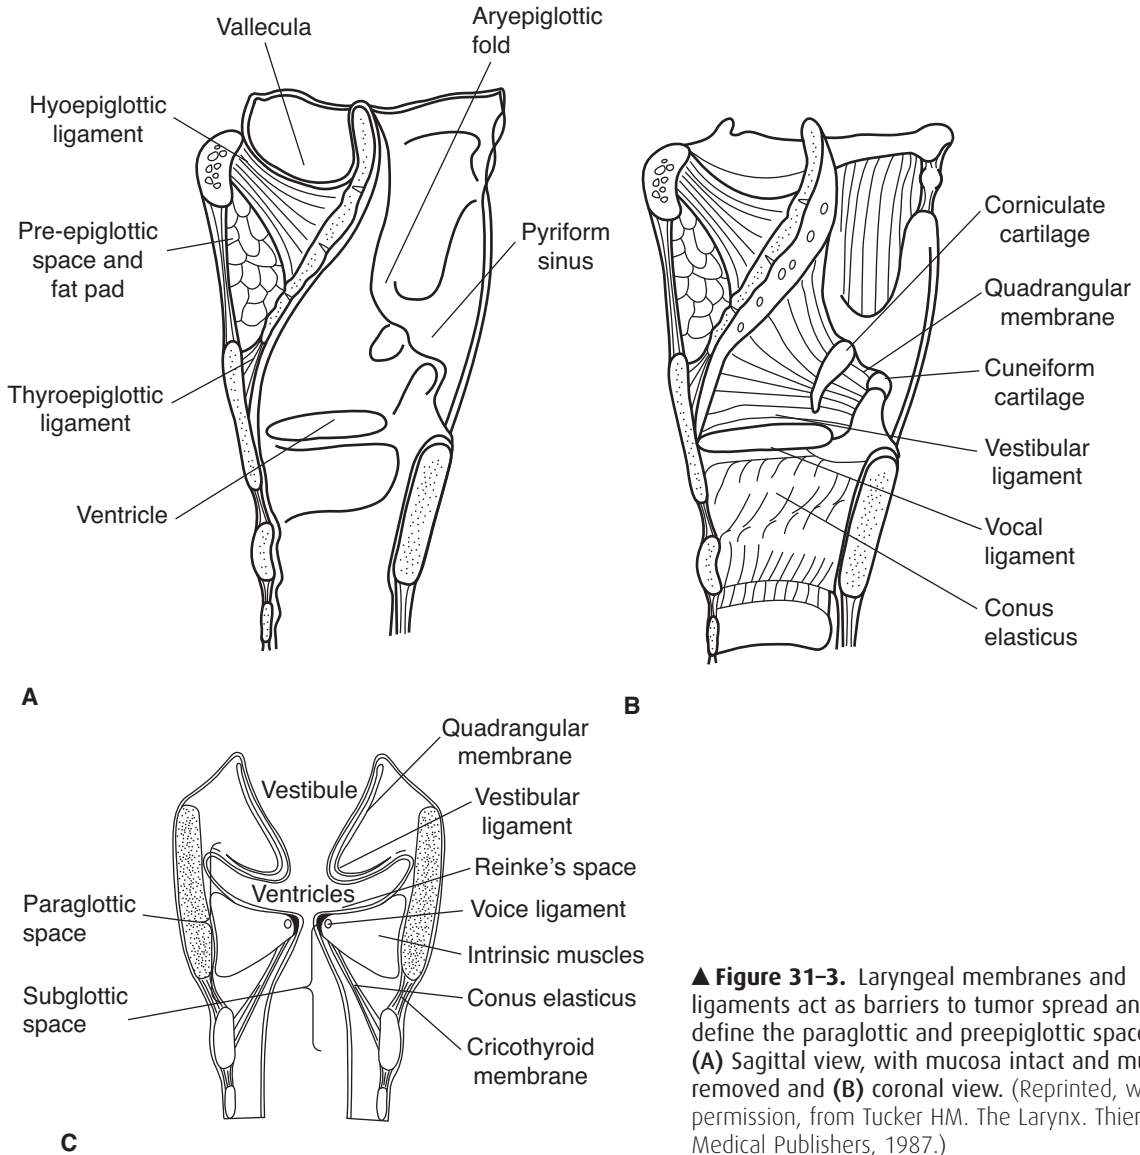 Vallecula
Aryepiglottic
fold
Hyoepiglottic
ligament
Pre-epiglottic
space and
fat pad
Pyriform
sinus
Thyroepiglottic
ligament
Ventricle
A
Corniculate
cartilage
Quadrangular
membrane
Cuneiform
cartilage
Vestibular
ligament
Vocal
ligament
Conus
elasticus
B
Quadrangular
membrane
Vestibule
Vestibular
ligament
Reinke's space
Ventricles
Voice ligament
Paraglottic
space
Intrinsic muscles
Subglottic
space
Conus elasticus
Cricothyroid
membrane
C
▲ Figure 31–3. Laryngeal membranes and
ligaments act as barriers to tumor spread an
define the paraglottic and preepiglottic space
(A) Sagittal view, with mucosa intact and mu
removed and (B) coronal view. (Reprinted, w
permission, from Tucker HM. The Larynx. Thier
Medical Publishers, 1987.)